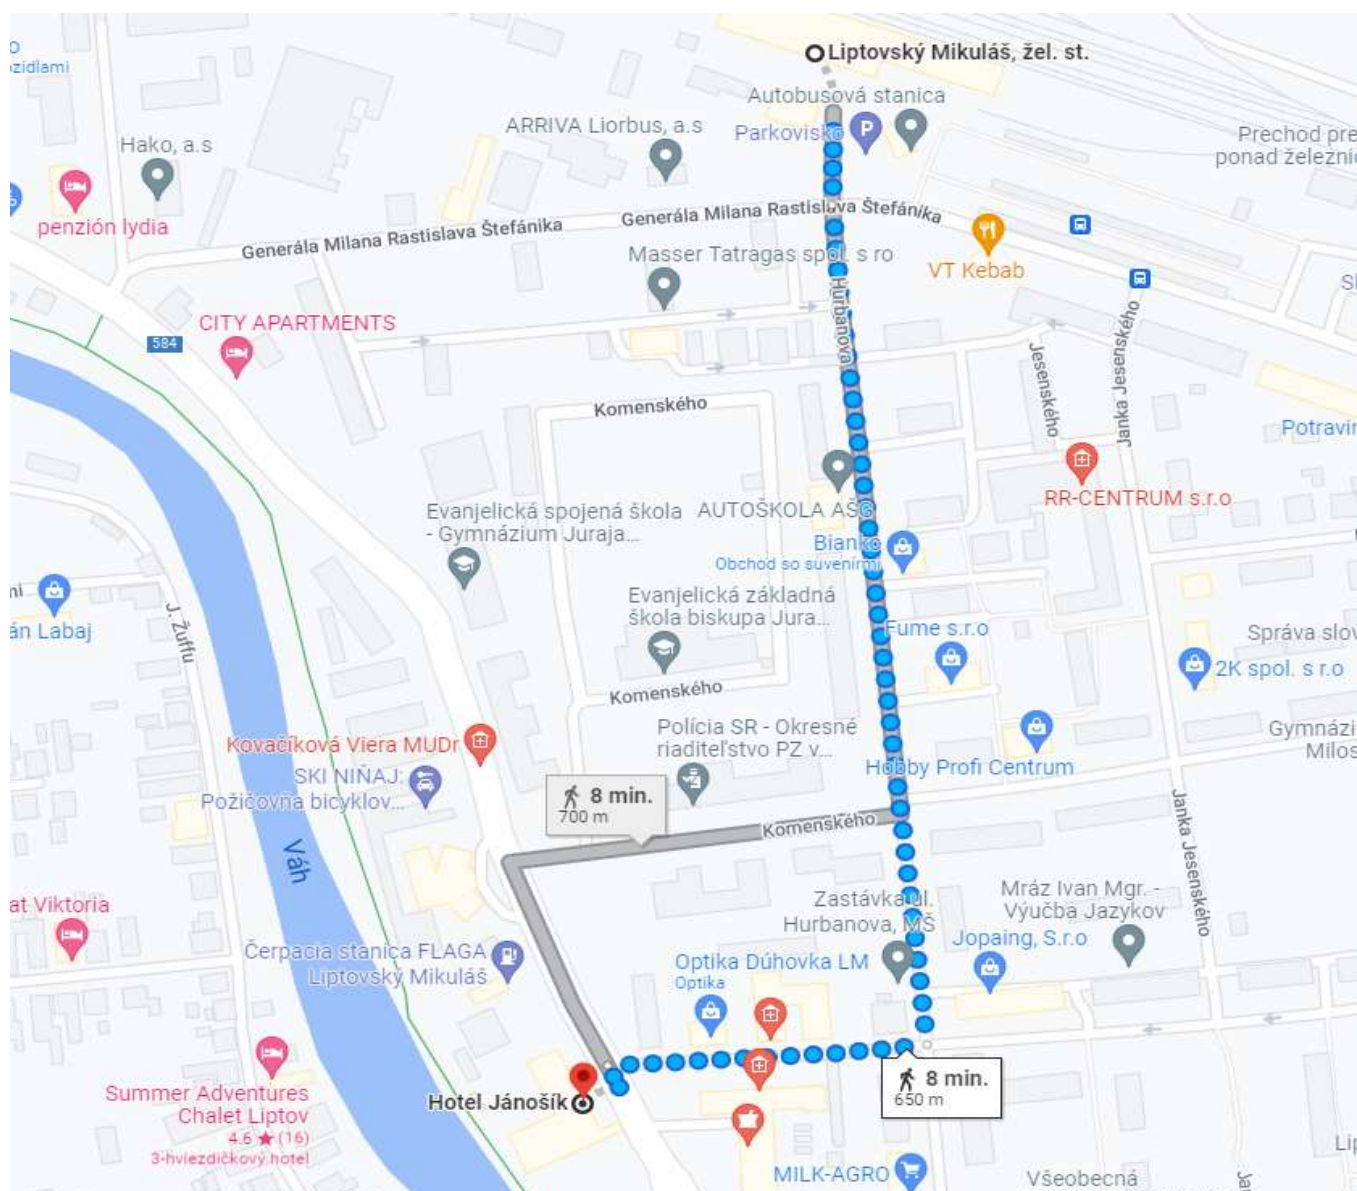 Liptovský Mikuláš, žel. st.
ozidlami
Autobusová stanica
ARRIVA Liorbus, a.s
Parkovisko
P
Hako, a.s
Prechod pre
ponad železnic
penzión lydia
Generála Milana Rastislava Štefánika
Generála Milana Rastislava Štefánika
Masser Tatragas spol. s ro
VT Kebab
Hurbanova
CITY APARTMENTS
584
Janka Jesenského
Jesenského
Komenského
Potravin
RR-CENTRUM s.r.o
Evanjelická spojená škola
- Gymnázium Juraja...
AUTOŠKOLA AŠG
Bianko
Obchod so suvenírmi
án Labaj
J. Žuffu
Evanjelická základná
škola biskupa Jura...
Fume s.r.o
Správa slov
2K spol. s r.o
Komenského
Polícia SR - Okresné
riaditeľstvo PZ v...
Gymnázi
Milos
Kovačíková Viera MUDr
SKI NIŇAJ:
Požičovňa bicyklov...
Hobby Profi Centrum
8 min.
700 m
Komenského
Janka Jesenského
Váh
at Viktoria
Zastávka ul.
Hurbanova, MŠ
Mráz Ivan Mgr. -
Výučba Jazykov
Jopaing, S.r.o
Čerpacia stanica FLAGA
Liptovský Mikuláš
Optika Dúhovka LM
Optika
8 min.
650 m
Summer Adventures
Chalet Liptov
4.6 ★ (16)
3-hviezdičkový hotel
Hotel Jánošík
MILK-AGRO
Všeobecná
Lip
Ja